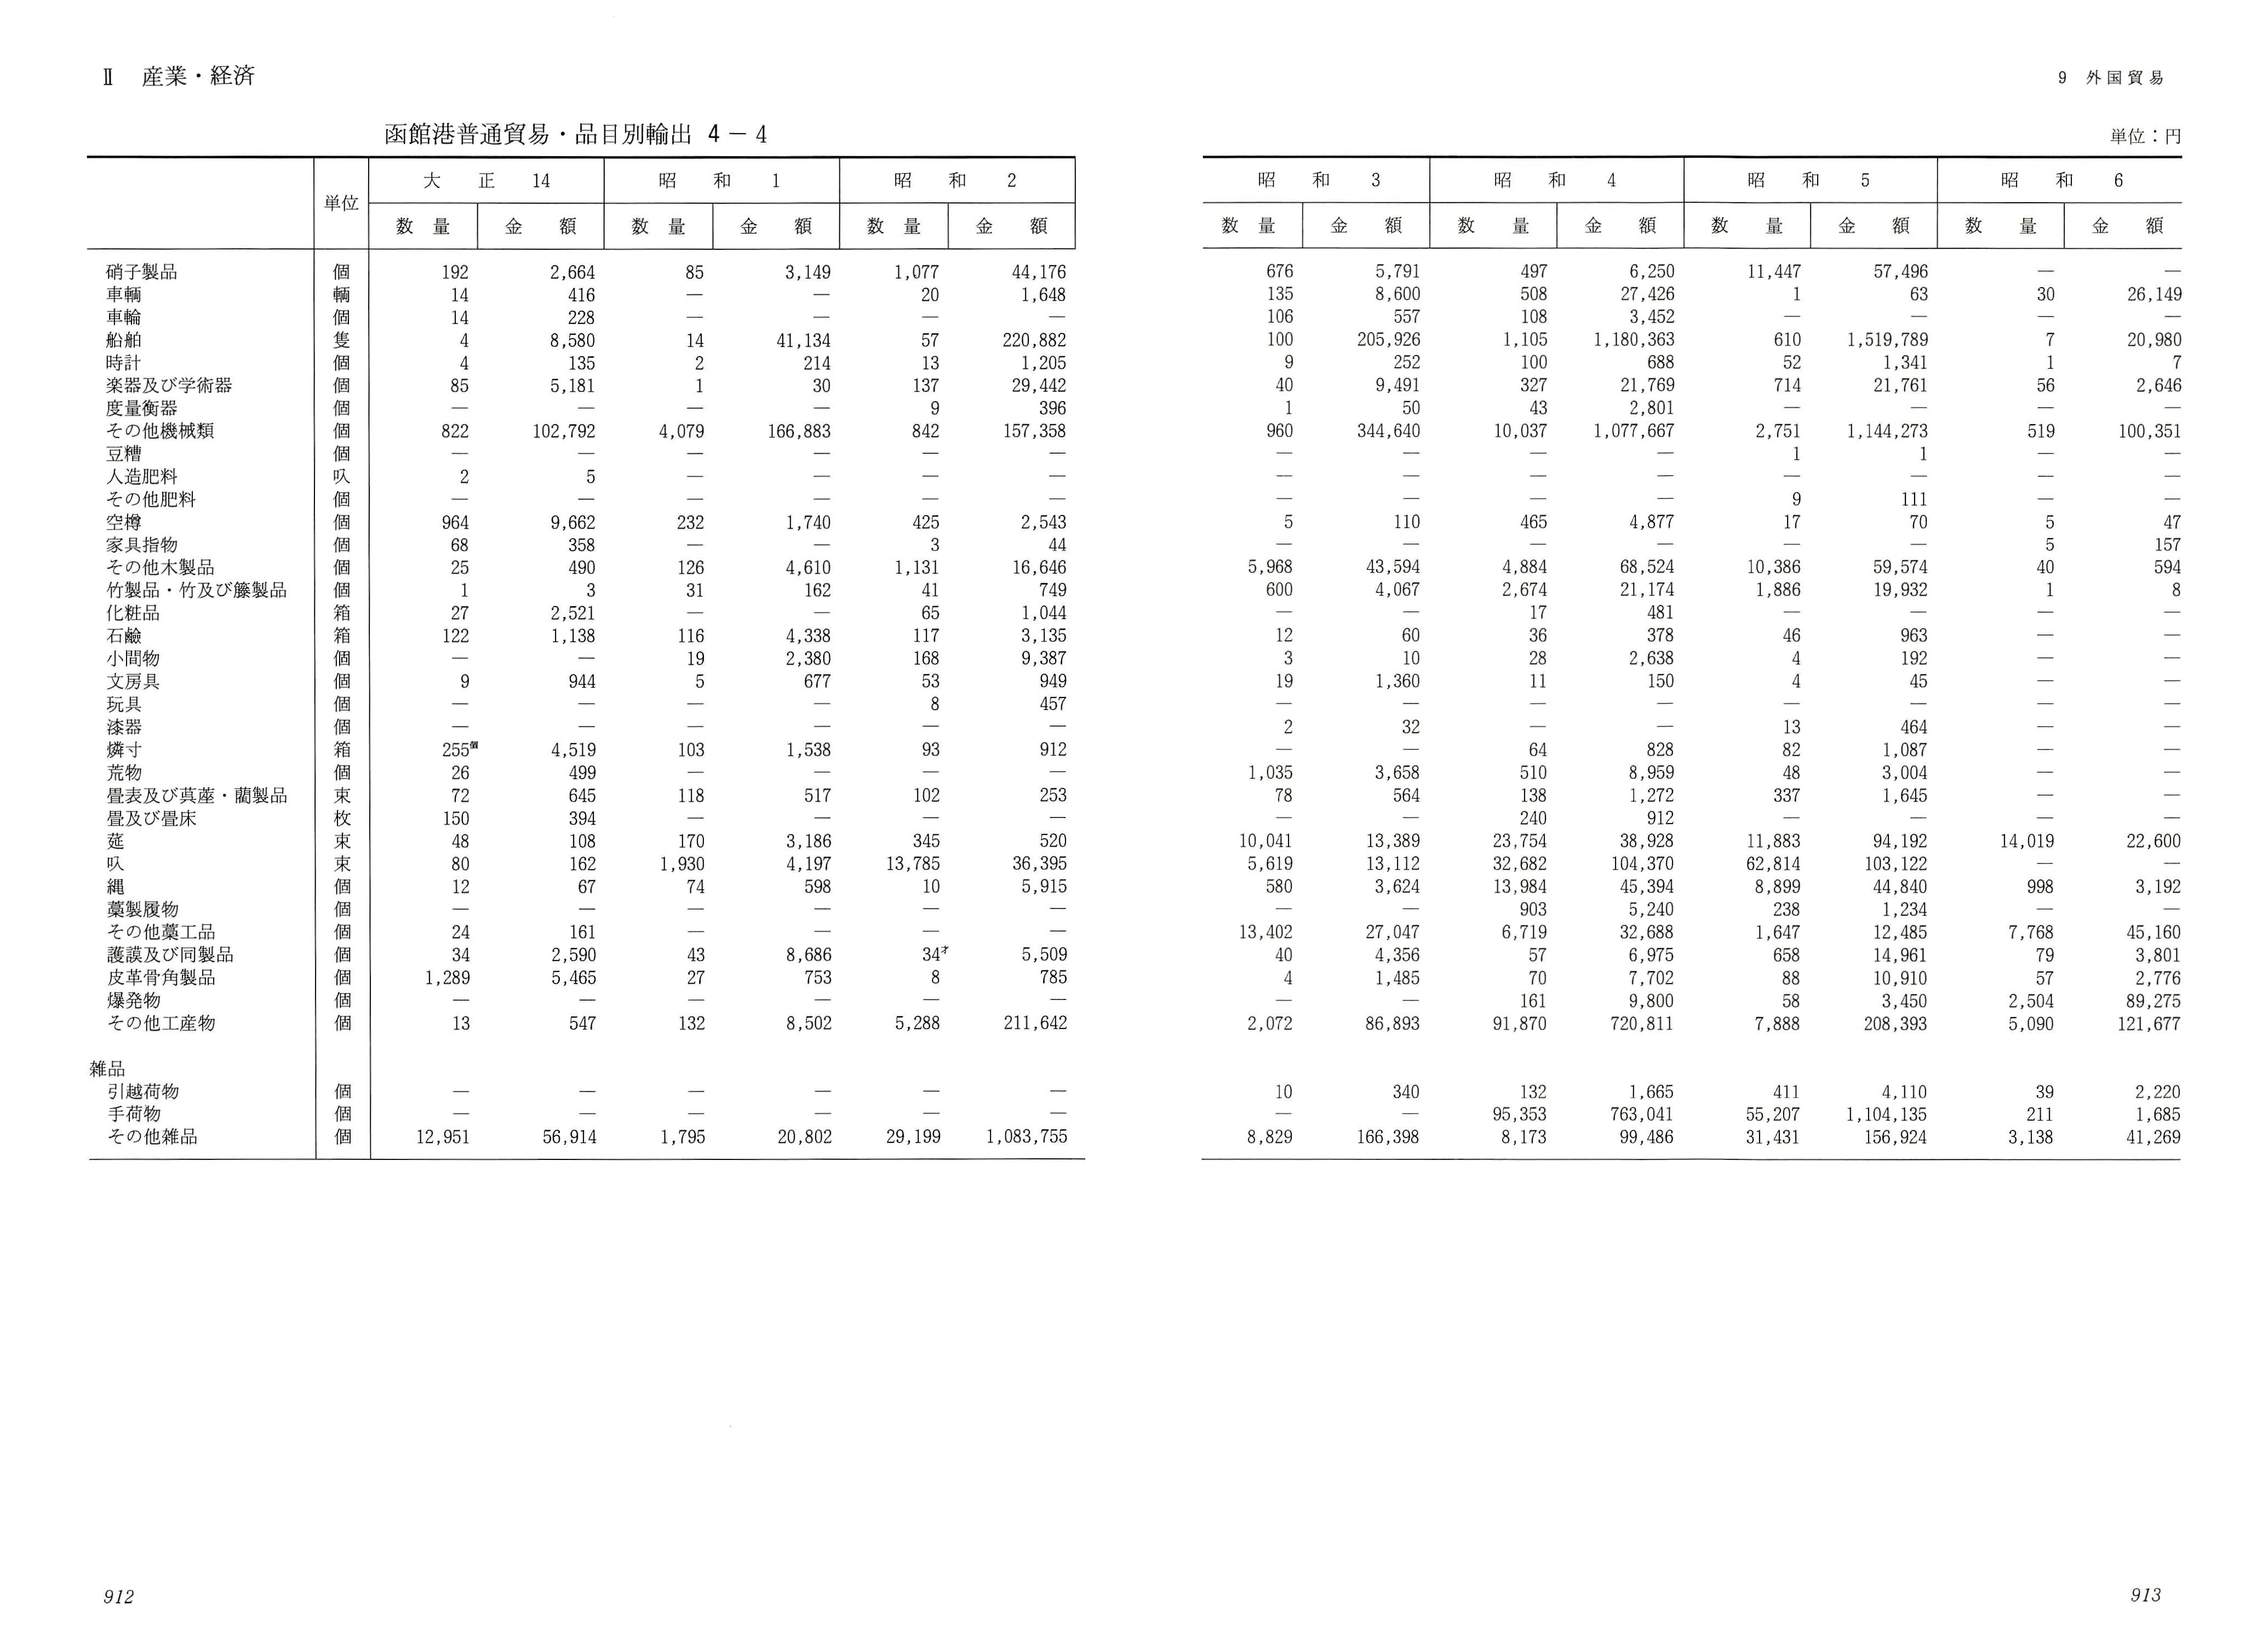 Ⅱ 産業・経済
函館港普通貿易・品目別輸出 4－4
単位 大正14 昭和1 昭和2
数量 金額 数量 金額 数量 金額
硝子製品 個 192 2,664 85 3,149 1,077 44,176
車輌 輌 14 416 — — 20 1,648
車輪 個 14 228 — — — —
船舶 隻 4 8,580 14 41,134 57 220,882
時計 個 4 135 2 214 13 1,205
楽器及び学術器 個 85 5,181 1 30 137 29,442
度量衡器 個 — — — — 9 396
その他機械類 個 822 102,792 4,079 166,883 842 157,358
豆糟 個 — — — — — —
人造肥料 叺 2 5 — — — —
その他肥料 個 — — — — — —
空樽 個 964 9,662 232 1,740 425 2,543
家具指物 個 68 358 — — 3 44
その他木製品 個 25 490 126 4,610 1,131 16,646
竹製品・竹及び籐製品 個 1 3 31 162 41 749
化粧品 箱 27 2,521 — — 65 1,044
石鹼 箱 122 1,138 116 4,338 117 3,135
小間物 個 — — 19 2,380 168 9,387
文房具 個 9 944 5 677 53 949
玩具 個 — — — — 8 457
漆器 個 — — — — — —
燐寸 箱 255個 4,519 103 1,538 93 912
荒物 個 26 499 — — — —
畳表及び茣蓙・藺製品 束 72 645 118 517 102 253
畳及び畳床 枚 150 394 — — — —
莚 束 48 108 170 3,186 345 520
叺 束 80 162 1,930 4,197 13,785 36,395
縄 個 12 67 74 598 10 5,915
藁製履物 個 — — — — — —
その他藁工品 個 24 161 — — — —
護謨及び同製品 個 34 2,590 43 8,686 34才 5,509
皮革骨角製品 個 1,289 5,465 27 753 8 785
爆発物 個 — — — — — —
その他工産物 個 13 547 132 8,502 5,288 211,642
雑品
引越荷物 個 — — — — — —
手荷物 個 — — — — — —
その他雑品 個 12,951 56,914 1,795 20,802 29,199 1,083,755
912
9 外国貿易
単位：円
昭和3 昭和4 昭和5 昭和6
数量 金額 数量 金額 数量 金額 数量 金額
676 5,791 497 6,250 11,447 57,496 — —
135 8,600 508 27,426 1 63 30 26,149
106 557 108 3,452 — — — —
100 205,926 1,105 1,180,363 610 1,519,789 7 20,980
9 252 100 688 52 1,341 1 7
40 9,491 327 21,769 714 21,761 56 2,646
1 50 43 2,801 — — — —
960 344,640 10,037 1,077,667 2,751 1,144,273 519 100,351
— — — — 1 1 — —
— — — — — — — —
— — — — 9 111 — —
5 110 465 4,877 17 70 5 47
— — — — — — 5 157
5,968 43,594 4,884 68,524 10,386 59,574 40 594
600 4,067 2,674 21,174 1,886 19,932 1 8
— — 17 481 — — — —
12 60 36 378 46 963 — —
3 10 28 2,638 4 192 — —
19 1,360 11 150 4 45 — —
— — — — — — — —
2 32 — — 13 464 — —
— — 64 828 82 1,087 — —
1,035 3,658 510 8,959 48 3,004 — —
78 564 138 1,272 337 1,645 — —
— — 240 912 — — — —
10,041 13,389 23,754 38,928 11,883 94,192 14,019 22,600
5,619 13,112 32,682 104,370 62,814 103,122 — —
580 3,624 13,984 45,394 8,899 44,840 998 3,192
— — 903 5,240 238 1,234 — —
13,402 27,047 6,719 32,688 1,647 12,485 7,768 45,160
40 4,356 57 6,975 658 14,961 79 3,801
4 1,485 70 7,702 88 10,910 57 2,776
— — 161 9,800 58 3,450 2,504 89,275
2,072 86,893 91,870 720,811 7,888 208,393 5,090 121,677
10 340 132 1,665 411 4,110 39 2,220
— — 95,353 763,041 55,207 1,104,135 211 1,685
8,829 166,398 8,173 99,486 31,431 156,924 3,138 41,269
913